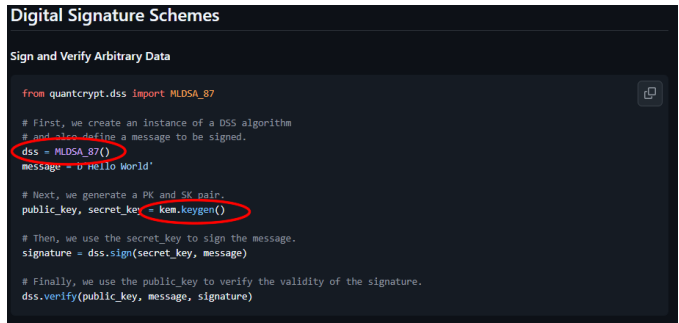 Digital Signature Schemes
Sign and Verify Arbitrary Data
from quantcrypt.dss import MLDSA_87
# First, we create an instance of a DSS algorithm
# and also define a message to be signed.
dss = MLDSA_87()
message = b'Hello World'
# Next, we generate a PK and SK pair.
public_key, secret_key = kem.keygen()
# Then, we use the secret_key to sign the message.
signature = dss.sign(secret_key, message)
# Finally, we use the public_key to verify the validity of the signature.
dss.verify(public_key, message, signature)